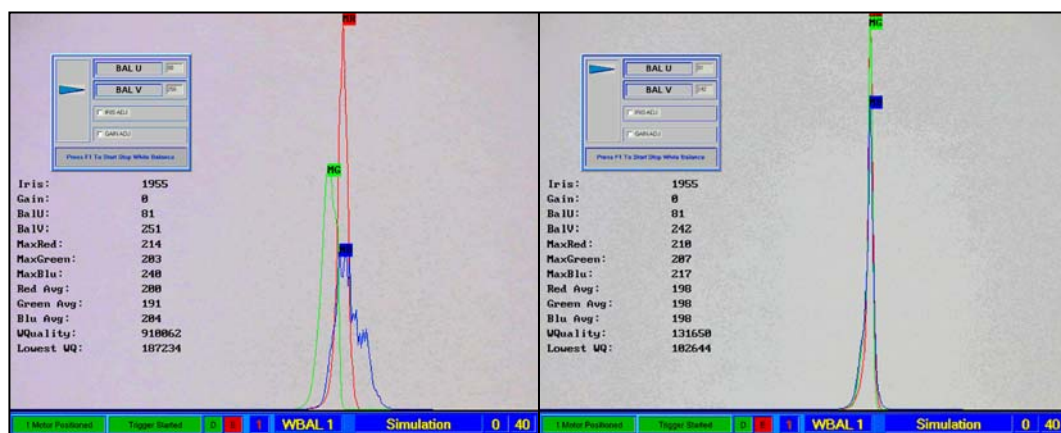 MR
BAL U
BAL V
IRIS ADJ
GAIN ADJ
Press F1 To Start Stop White Balance
MG
Iris: 1955
Gain: 0
BalU: 81
BalV: 251
MaxRed: 214
MaxGreen: 203
MaxBlu: 240
Red Avg: 200
Green Avg: 191
Blu Avg: 204
WQuality: 910062
Lowest WQ: 187234
1 Motor Positioned Trigger Started D 1 WBAL 1 Simulation 0 40
MG
BAL U
BAL V
IRIS ADJ
GAIN ADJ
Press F1 To Start Stop White Balance
Iris: 1955
Gain: 0
BalU: 81
BalV: 242
MaxRed: 210
MaxGreen: 207
MaxBlu: 217
Red Avg: 198
Green Avg: 198
Blu Avg: 198
WQuality: 131650
Lowest WQ: 102644
1 Motor Positioned Trigger Started D 1 WBAL 1 Simulation 0 40